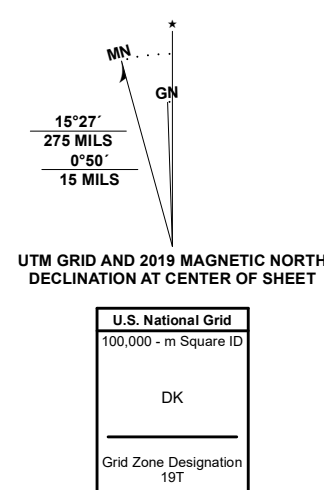 MN
GN
15°27´
275 MILS
0°50´
15 MILS
UTM GRID AND 2019 MAGNETIC NORTH
DECLINATION AT CENTER OF SHEET
U.S. National Grid
100,000 - m Square ID
DK
Grid Zone Designation
19T